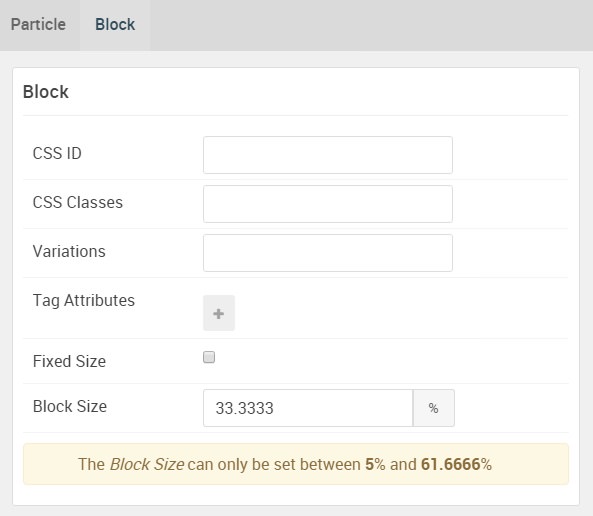 Particle Block
Block
CSS ID
CSS Classes
Variations
Tag Attributes
+
Fixed Size
Block Size 33.3333 %
The Block Size can only be set between 5% and 61.6666%